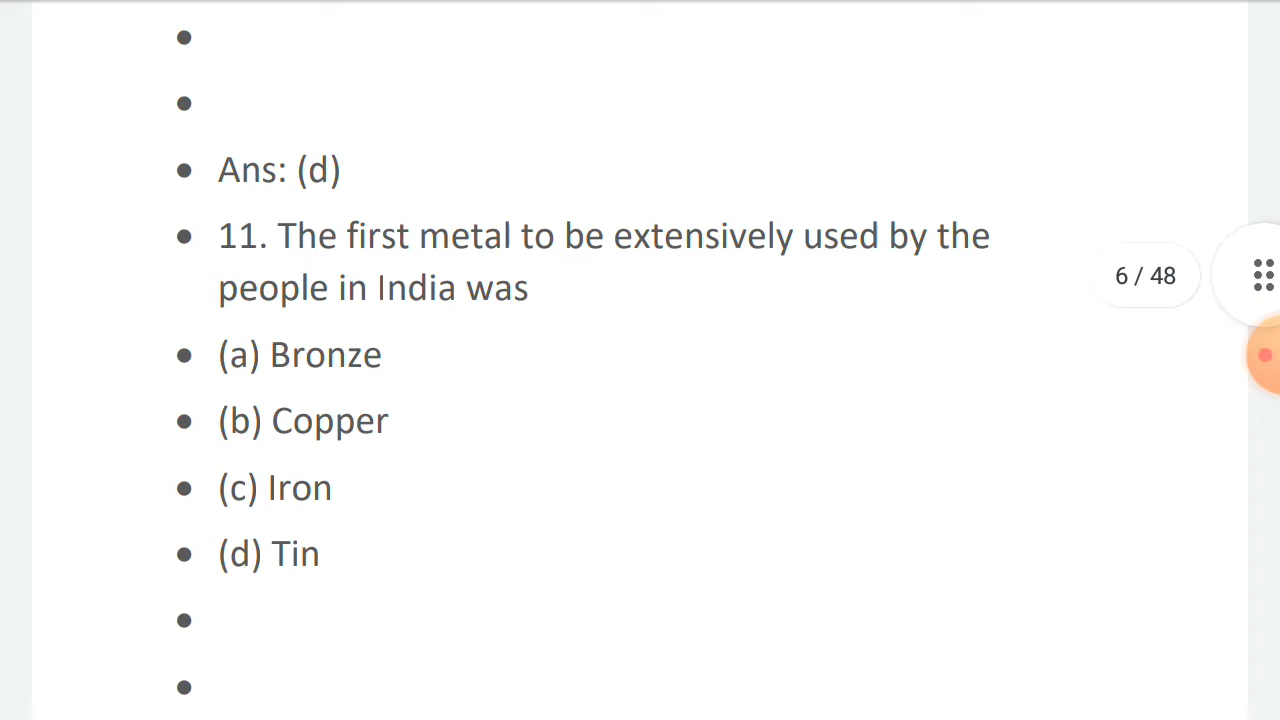 Ans: (d)
11. The first metal to be extensively used by the
people in India was
6 / 48
(a) Bronze
(b) Copper
(c) Iron
(d) Tin